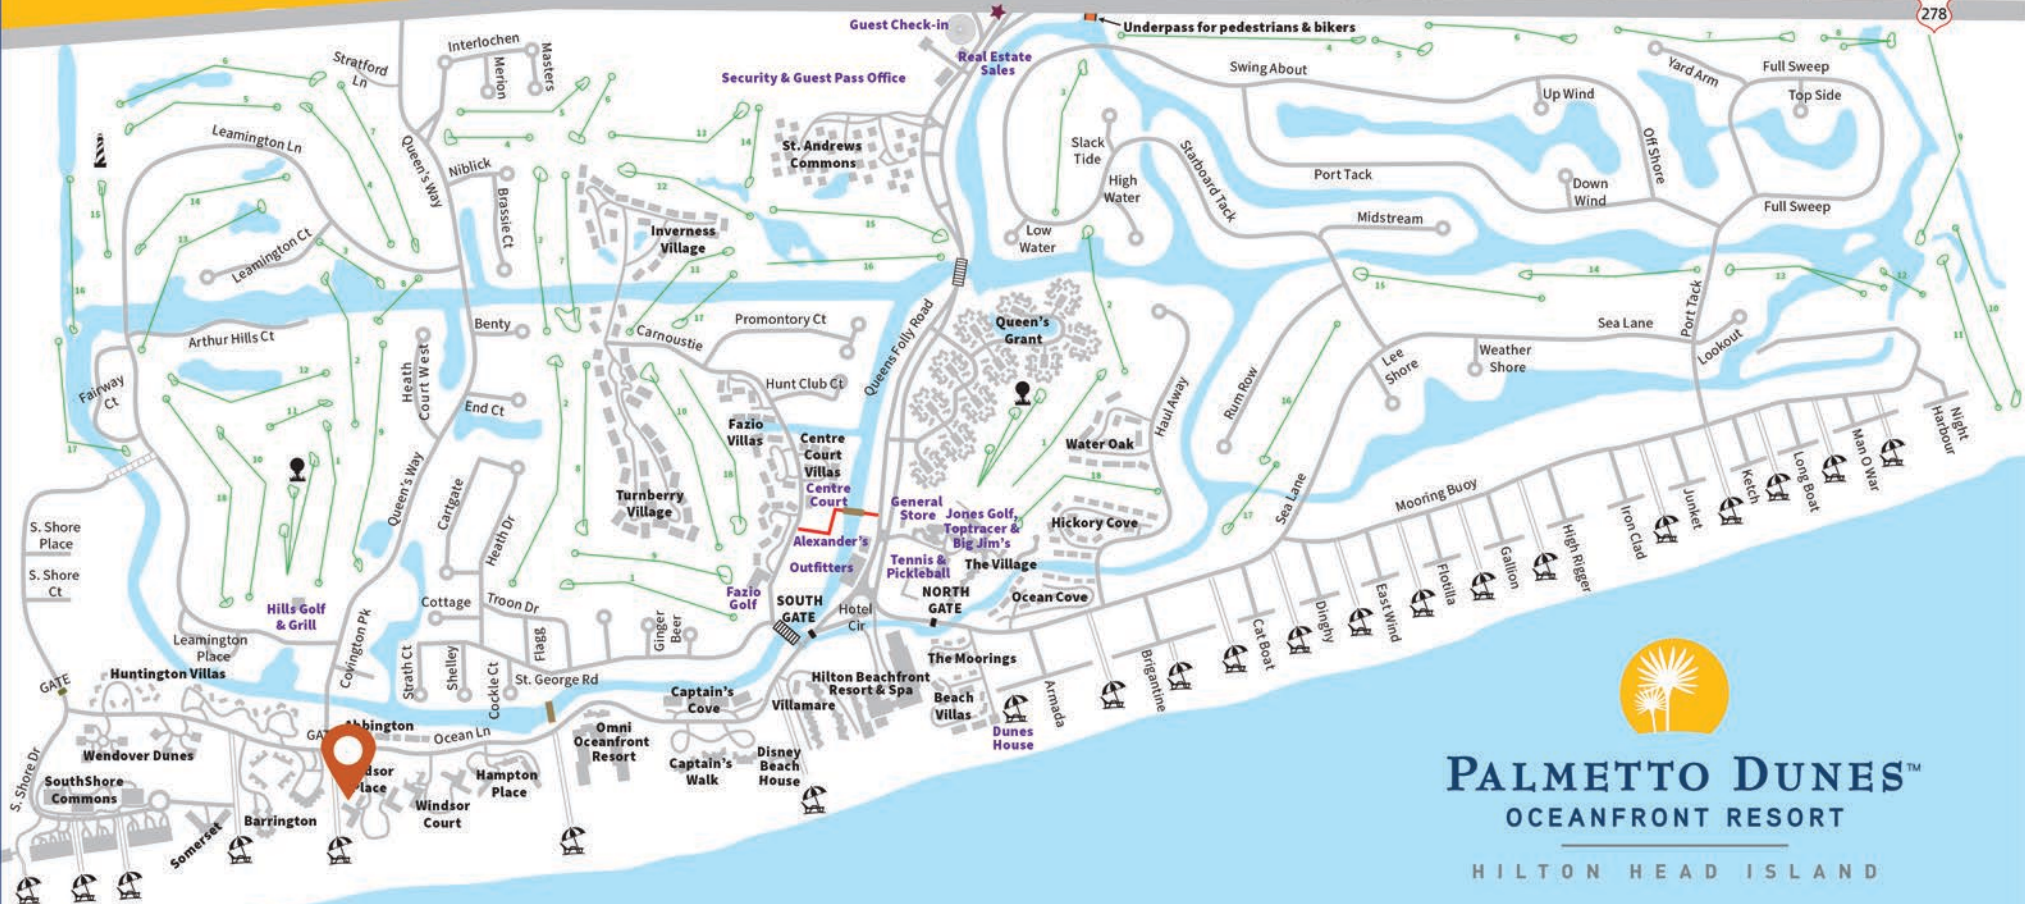 278
Guest Check-in
Underpass for pedestrians & bikers
Real Estate
Sales
Security & Guest Pass Office
Interlochen
Merion
Masters
Stratford
Ln
Swing About
Yard Arm
Full Sweep
Top Side
Up Wind
Off Shore
Leamington Ln
Queen's Way
Niblick
Brassie Ct
St. Andrews
Commons
Slack
Tide
High
Water
Starboard Tack
Port Tack
Down
Wind
Full Sweep
Midstream
Low
Water
Leamington Ct
Inverness
Village
Arthur Hills Ct
Benty
Heath
Court West
Carnoustie
Promontory Ct
Hunt Club Ct
Queens Folly Road
Queen's
Grant
Sea Lane
Port Tack
Lookout
Weather
Shore
Lee
Shore
Rum Row
Haul Away
Fairway
Ct
End Ct
Fazio
Villas
Centre
Court
Villas
Centre
Court
Water Oak
Night
Harbour
Man O War
Long Boat
Ketch
Junket
Iron Clad
High Rigger
Gallion
Flotilla
East Wind
Dinghy
Cat Boat
Brigantine
Armada
Mooring Buoy
Sea Lane
Queen's Way
Cartgate
Heath Dr
Turnberry
Village
General
Store
Jones Golf,
Toptracer &
Big Jim's
Hickory Cove
Alexander's
Outfitters
Tennis &
Pickleball
The Village
S. Shore
Place
S. Shore
Ct
Hills Golf
& Grill
Cottage
Troon Dr
Flagg
Ginger
Beer
Fazio
Golf
SOUTH
GATE
Hotel
Cir
NORTH
GATE
Ocean Cove
Leamington
Place
Covington Pk
Strath Ct
Shelley
Cockle Ct
St. George Rd
The Moorings
GATE
Huntington Villas
Captain's
Cove
Villamare
Hilton Beachfront
Resort & Spa
Beach
Villas
Dunes
House
Ocean Ln
Omni
Oceanfront
Resort
Wendover Dunes
Captain's
Walk
Disney
Beach
House
S. Shore Dr
SouthShore
Commons
Hampton
Place
Windsor
Court
Barrington
Somerset
PALMETTO DUNES™
OCEANFRONT RESORT
HILTON HEAD ISLAND